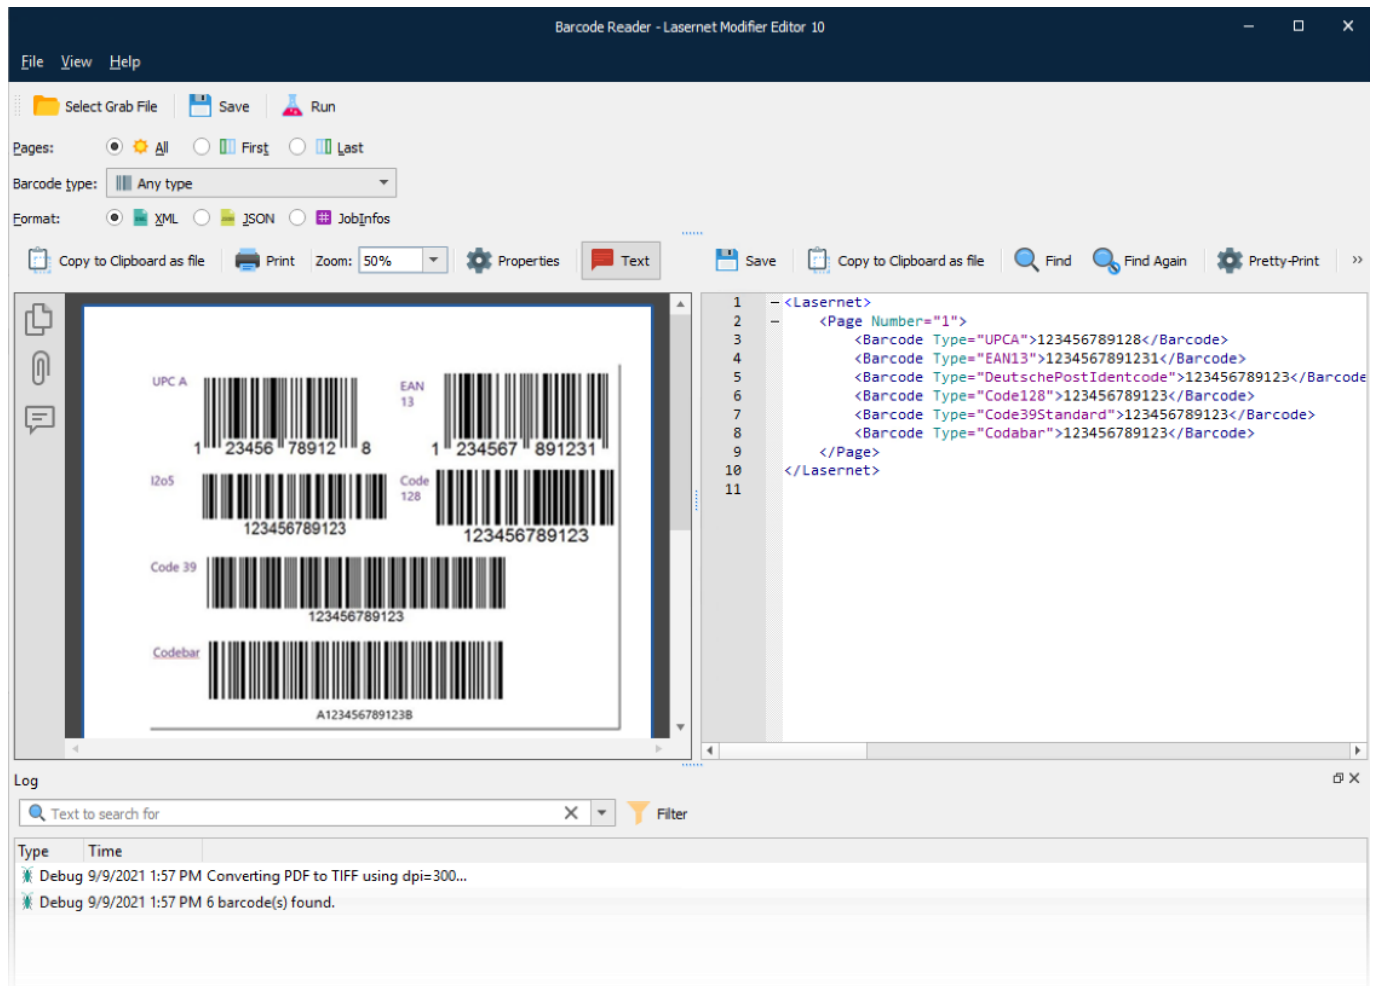 Barcode Reader - Lasernet Modifier Editor 10
File View Help
Select Grab File Save Run
Pages: All First Last
Barcode type: Any type
Format: XML JSON JobInfos
Copy to Clipboard as file Print Zoom: 50% Properties Text
Save Copy to Clipboard as file Find Find Again Pretty-Print »
UPC A
1 23456 78912 8
EAN
13
1 234567 891231
I2o5
123456789123
Code
128
123456789123
Code 39
123456789123
Codebar
A123456789123B
1 <Lasernet>
2 <Page Number="1">
3 <Barcode Type="UPCA">123456789128</Barcode>
4 <Barcode Type="EAN13">1234567891231</Barcode>
5 <Barcode Type="DeutschePostIdentcode">123456789123</Barcode
6 <Barcode Type="Code128">123456789123</Barcode>
7 <Barcode Type="Code39Standard">123456789123</Barcode>
8 <Barcode Type="Codabar">123456789123</Barcode>
9 </Page>
10 </Lasernet>
11
Log
Text to search for Filter
Type Time
Debug 9/9/2021 1:57 PM Converting PDF to TIFF using dpi=300...
Debug 9/9/2021 1:57 PM 6 barcode(s) found.